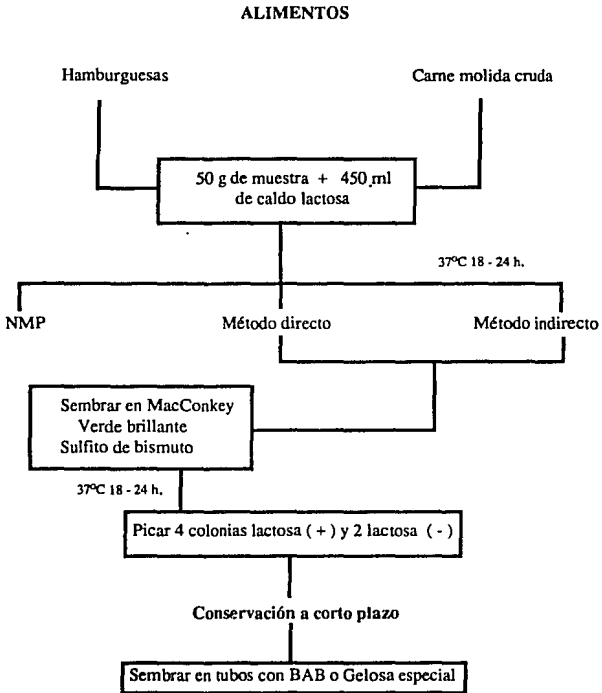 ALIMENTOS
Hamburguesas
Carne molida cruda
50 g de muestra + 450 ml
de caldo lactosa
37ºC 18 - 24 h.
NMP
Método directo
Método indirecto
Sembrar en MacConkey
Verde brillante
Sulfito de bismuto
37ºC 18 - 24 h.
Picar 4 colonias lactosa ( + ) y 2 lactosa ( - )
Conservación a corto plazo
Sembrar en tubos con BAB o Gelosa especial